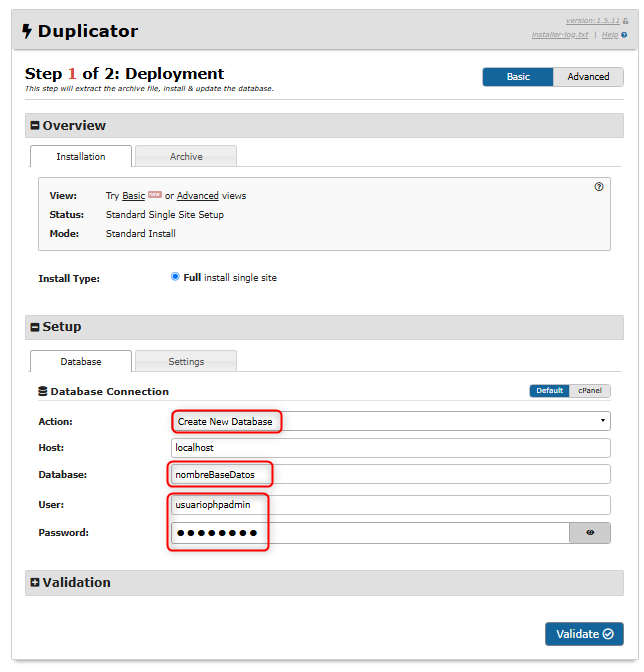 Duplicator
version:1.5.11
installer-log.txt | Help
Step 1 of 2: Deployment
This step will extract the archive file, install & update the database.
Basic Advanced
Overview
Installation Archive
View: Try Basic new or Advanced views
Status: Standard Single Site Setup
Mode: Standard Install
Install Type: Full install single site
Setup
Database Settings
Database Connection
Default cPanel
Action: Create New Database
Host: localhost
Database: nombreBaseDatos
User: usuariophpadmin
Password: ●●●●●●●●
Validation
Validate